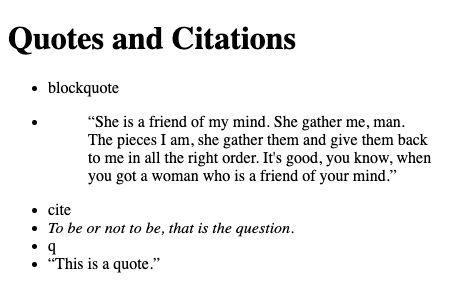 Quotes and Citations
blockquote
“She is a friend of my mind. She gather me, man.
The pieces I am, she gather them and give them back
to me in all the right order. It's good, you know, when
you got a woman who is a friend of your mind.”
cite
To be or not to be, that is the question.
q
“This is a quote.”